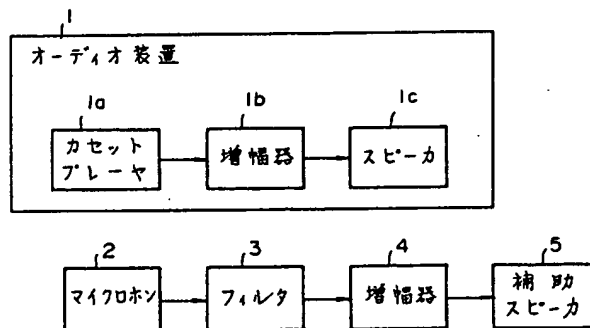 1
オーディオ装置
1a
1b
1c
カセット
プレーヤ
増幅器
スピーカ
2
3
4
5
マイクロホン
フィルタ
増幅器
補助
スピーカ